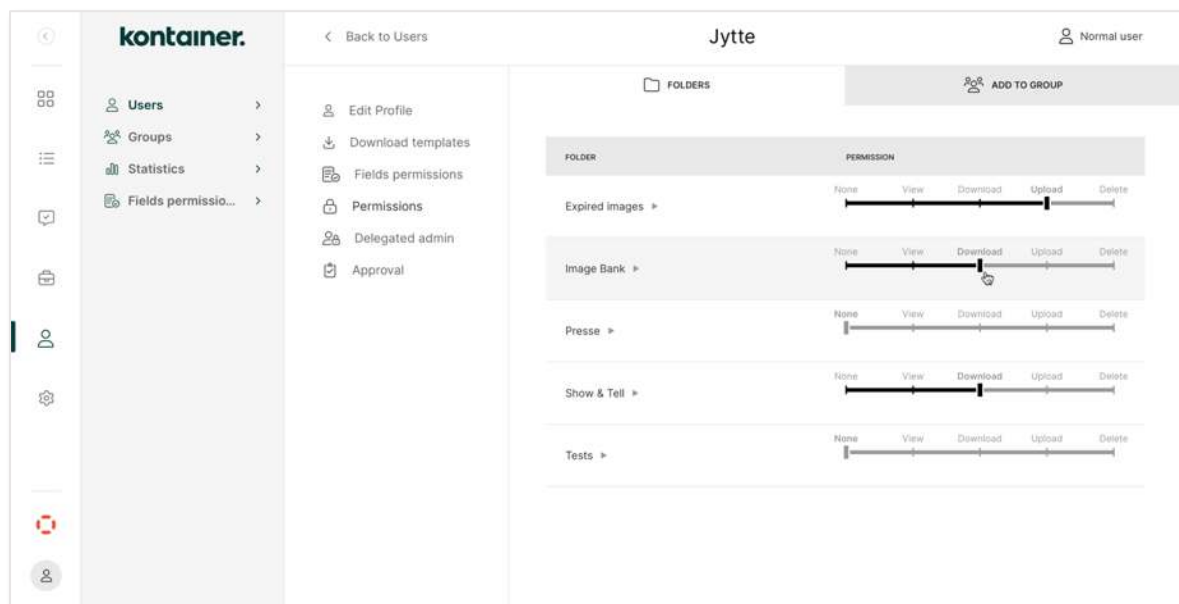 kontainer.
Back to Users
Jytte
Normal user
Users
Groups
Statistics
Fields permissio...
Edit Profile
Download templates
Fields permissions
Permissions
Delegated admin
Approval
FOLDERS
ADD TO GROUP
FOLDER PERMISSION
None View Download Upload Delete
Expired images
None View Download Upload Delete
Image Bank
None View Download Upload Delete
Presse
None View Download Upload Delete
Show & Tell
None View Download Upload Delete
Tests